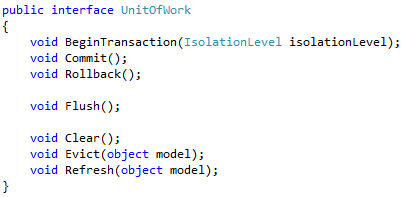 public interface UnitOfWork
{
    void BeginTransaction(IsolationLevel isolationLevel);
    void Commit();
    void Rollback();

    void Flush();

    void Clear();
    void Evict(object model);
    void Refresh(object model);
}